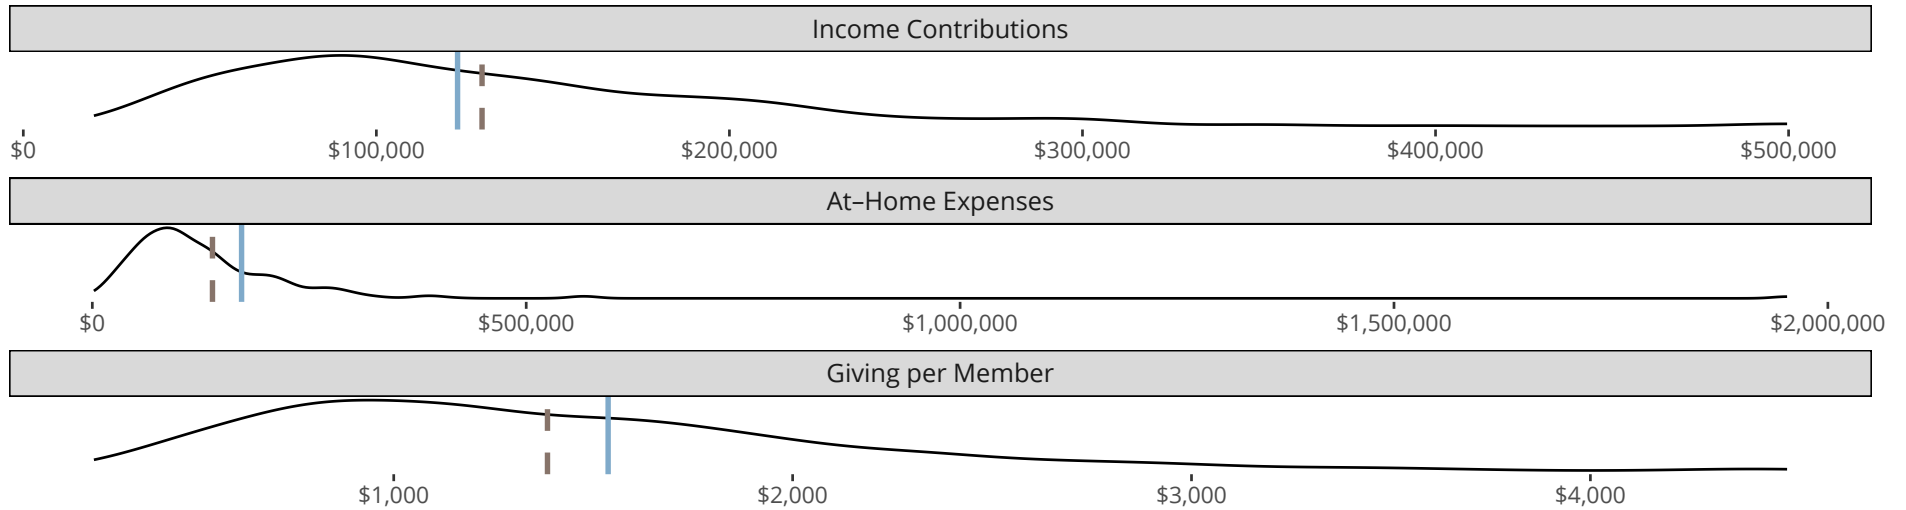 Income Contributions
$0 $100,000 $200,000 $300,000 $400,000 $500,000
At–Home Expenses
$0 $500,000 $1,000,000 $1,500,000 $2,000,000
Giving per Member
$1,000 $2,000 $3,000 $4,000